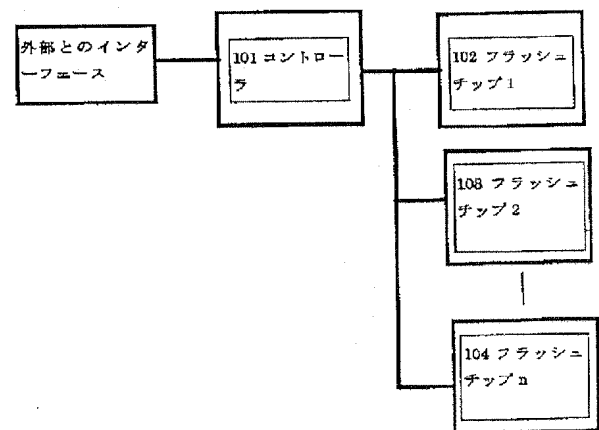 外部とのインタ
ーフェース
101 コントロー
ラ
102 フラッシュ
チップ1
103 フラッシュ
チップ2
104 フラッシュ
チップn